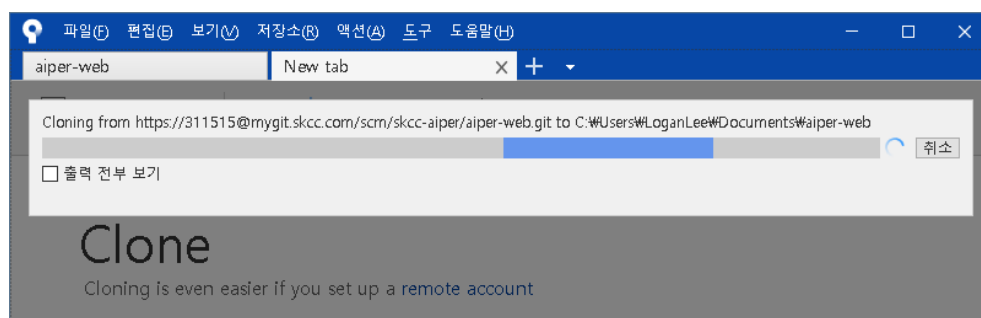 파일(F) 편집(E) 보기(V) 저장소(R) 액션(A) 도구 도움말(H)
aiper-web New tab
Cloning from https://311515@mygit.skcc.com/scm/skcc-aiper/aiper-web.git to C:₩Users₩LoganLee₩Documents₩aiper-web
취소
출력 전부 보기
Clone
Cloning is even easier if you set up a remote account